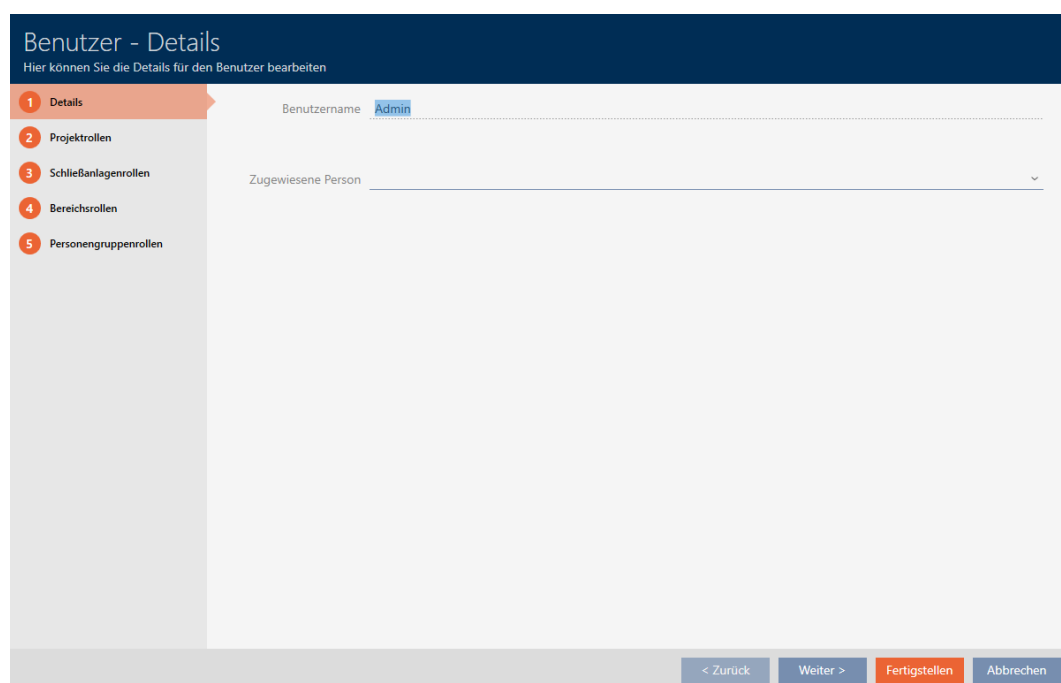 Benutzer - Details
Hier können Sie die Details für den Benutzer bearbeiten
1 Details
2 Projektrollen
3 Schließanlagenrollen
4 Bereichsrollen
5 Personengruppenrollen
Benutzername Admin
Zugewiesene Person
< Zurück Weiter > Fertigstellen Abbrechen